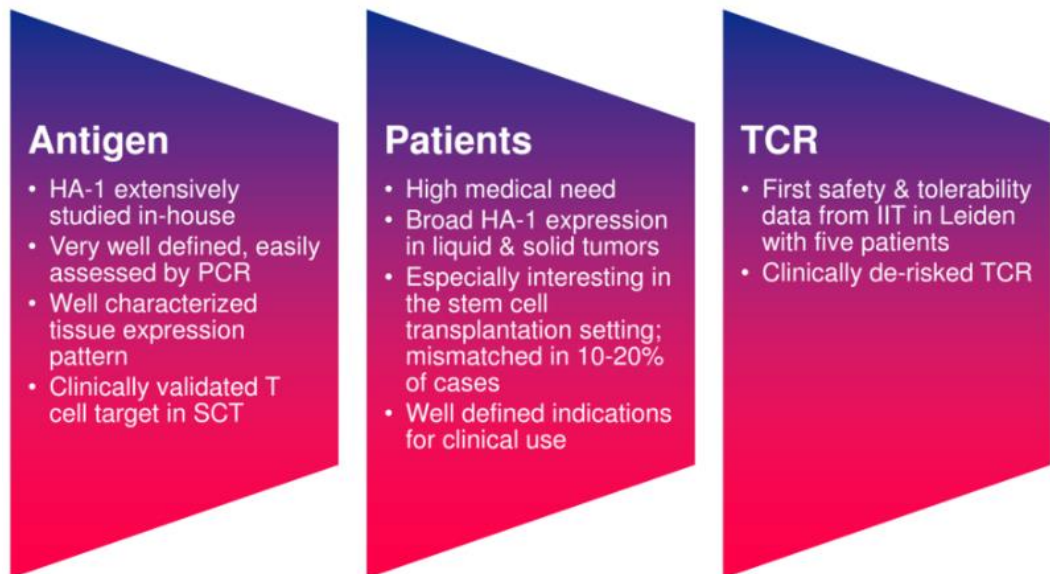 Antigen
• HA-1 extensively
studied in-house
• Very well defined, easily
assessed by PCR
• Well characterized
tissue expression
pattern
• Clinically validated T
cell target in SCT
Patients
• High medical need
• Broad HA-1 expression
in liquid & solid tumors
• Especially interesting in
the stem cell
transplantation setting;
mismatched in 10-20%
of cases
• Well defined indications
for clinical use
TCR
• First safety & tolerability
data from IIT in Leiden
with five patients
• Clinically de-risked TCR